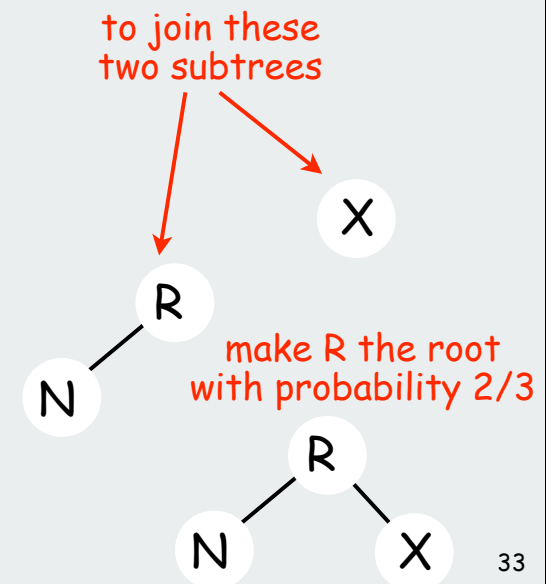 to join these
two subtrees
X
R
N
make R the root
with probability 2/3
R
N
X
33